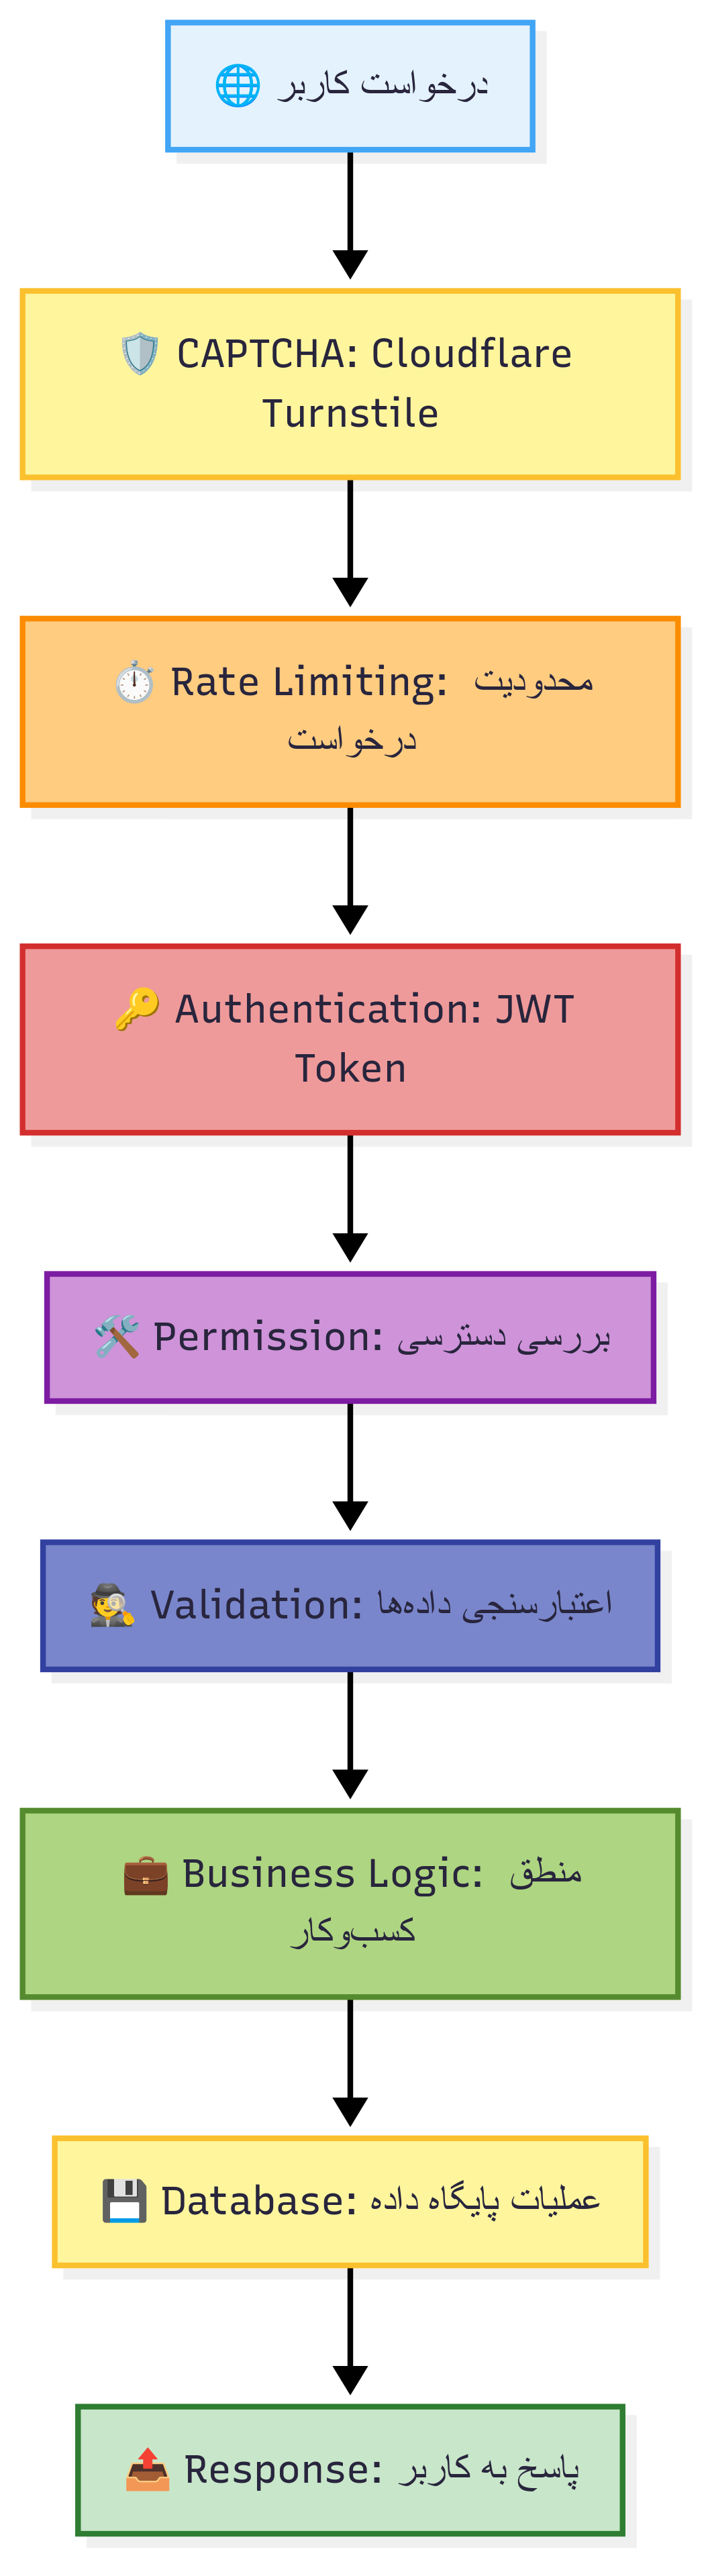 🌐 درخواست کاربر
🛡️ CAPTCHA: Cloudflare
Turnstile
⏱️ Rate Limiting: محدودیت
درخواست
🔑 Authentication: JWT
Token
🛠️ Permission: بررسی دسترسی
🕵️ Validation: اعتبارسنجی داده‌ها
💼 Business Logic: منطق
کسب‌وکار
💾 Database: عملیات پایگاه داده
📤 Response: پاسخ به کاربر